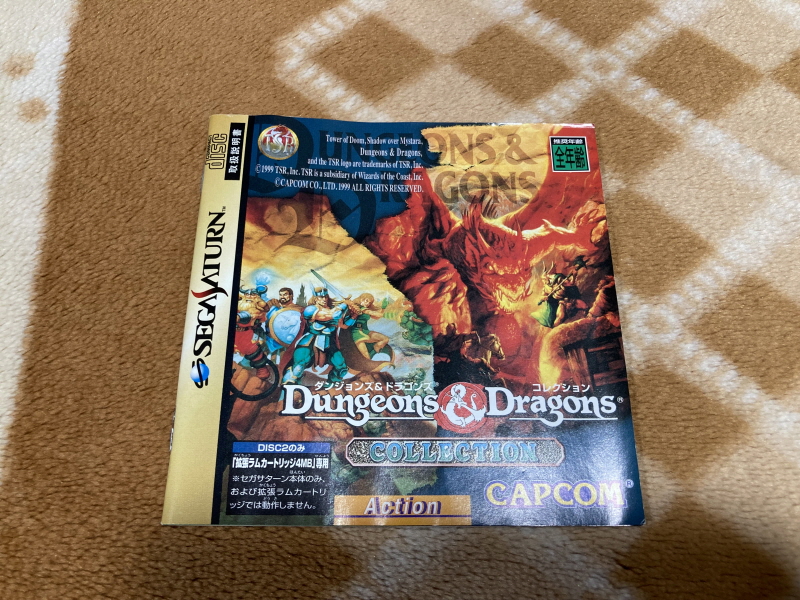 DISC
取扱説明書
SEGA SATURN™
TSR
DUNGEONS &
DRAGONS
Tower of Doom, Shadow over Mystara,
Dungeons & Dragons,
and the TSR logo are trademarks of TSR, Inc.
©1999 TSR, Inc. TSR is a subsidiary of Wizards of the Coast, Inc.
©CAPCOM CO., LTD. 1999 ALL RIGHTS RESERVED.
推奨年齢
全年齢
ダンジョンズ&ドラゴンズ
コレクション
Dungeons & Dragons®
COLLECTION
DISC2のみ
「拡張ラムカートリッジ4MB」専用
※セガサターン本体のみ、
および拡張ラムカートリ
ッジでは動作しません。
Action
CAPCOM®